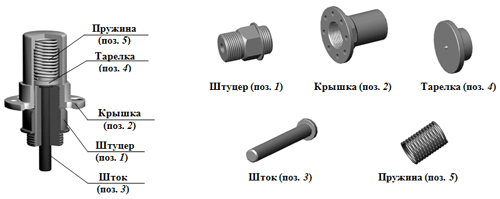 Пружина
(поз. 5)
Тарелка
(поз. 4)
Крышка
(поз. 2)
Штуцер
(поз. 1)
Шток
(поз. 3)
Штуцер (поз. 1)
Крышка (поз. 2)
Тарелка (поз. 4)
Шток (поз. 3)
Пружина (поз. 5)